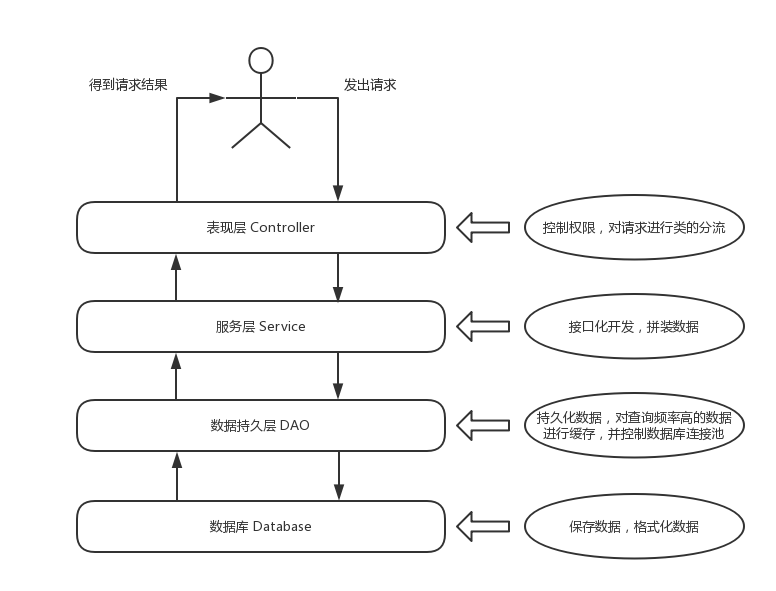 得到请求结果
发出请求
表现层 Controller
控制权限，对请求进行类的分流
服务层 Service
接口化开发，拼装数据
数据持久层 DAO
持久化数据，对查询频率高的数据
进行缓存，并控制数据库连接池
数据库 Database
保存数据，格式化数据